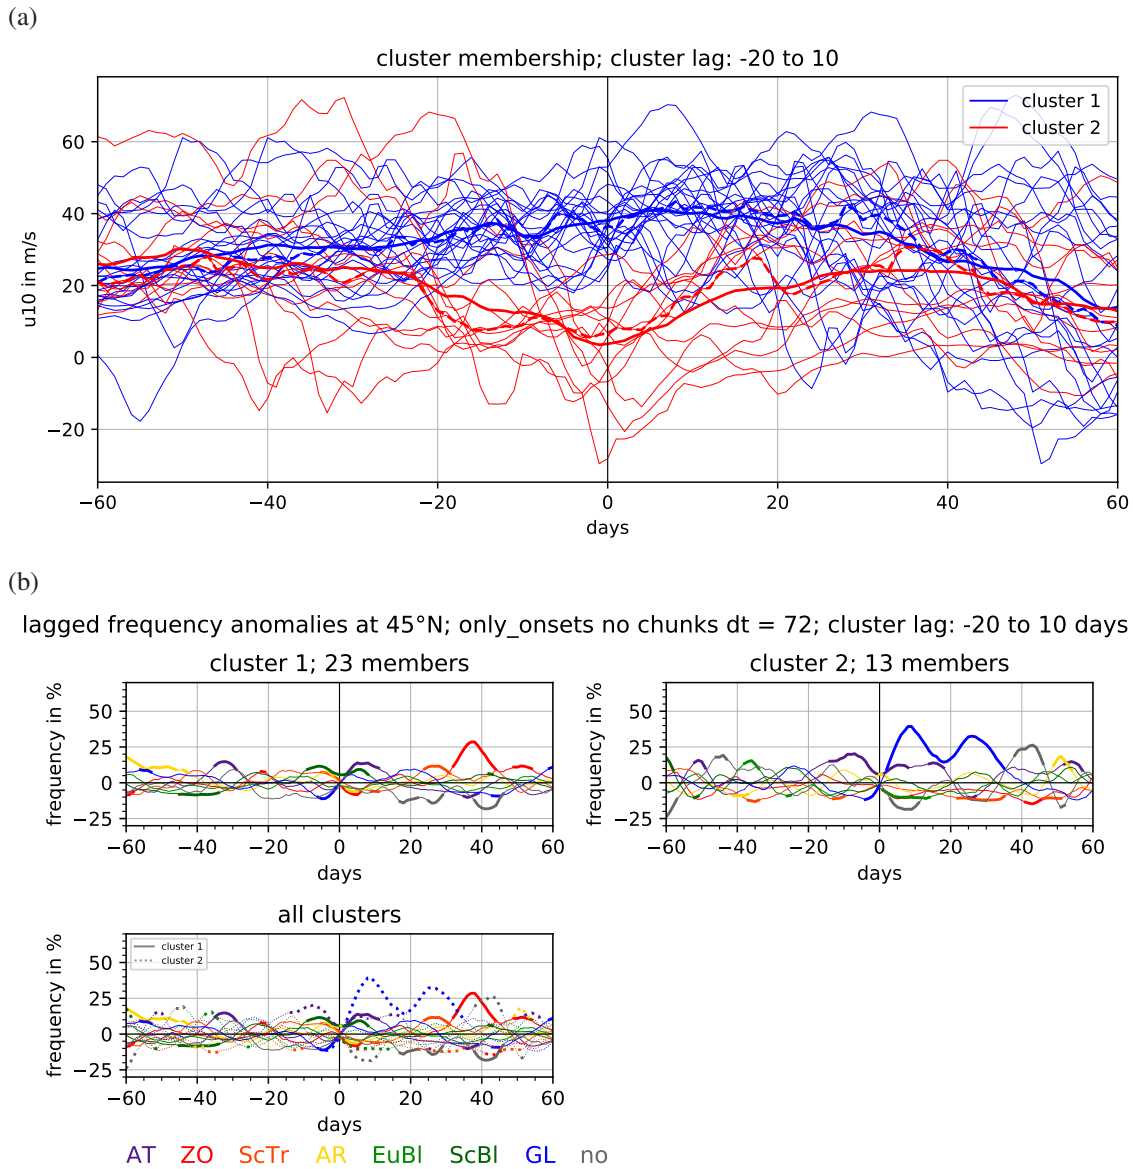 (a)
cluster membership; cluster lag: -20 to 10
cluster 1
cluster 2
u10 in m/s
60
40
20
0
−20
−60 −40 −20 0 20 40 60
days
(b)
lagged frequency anomalies at 45°N; only_onsets no chunks dt = 72; cluster lag: -20 to 10 days
cluster 1; 23 members
frequency in %
50
25
0
−25
−60 −40 −20 0 20 40 60
days
cluster 2; 13 members
frequency in %
50
25
0
−25
−60 −40 −20 0 20 40 60
days
all clusters
cluster 1
cluster 2
frequency in %
50
25
0
−25
−60 −40 −20 0 20 40 60
days
AT ZO ScTr AR EuBl ScBl GL no